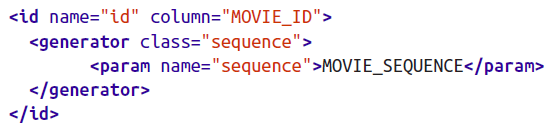 <id name="id" column="MOVIE_ID">
  <generator class="sequence">
        <param name="sequence">MOVIE_SEQUENCE</param>
  </generator>
</id>